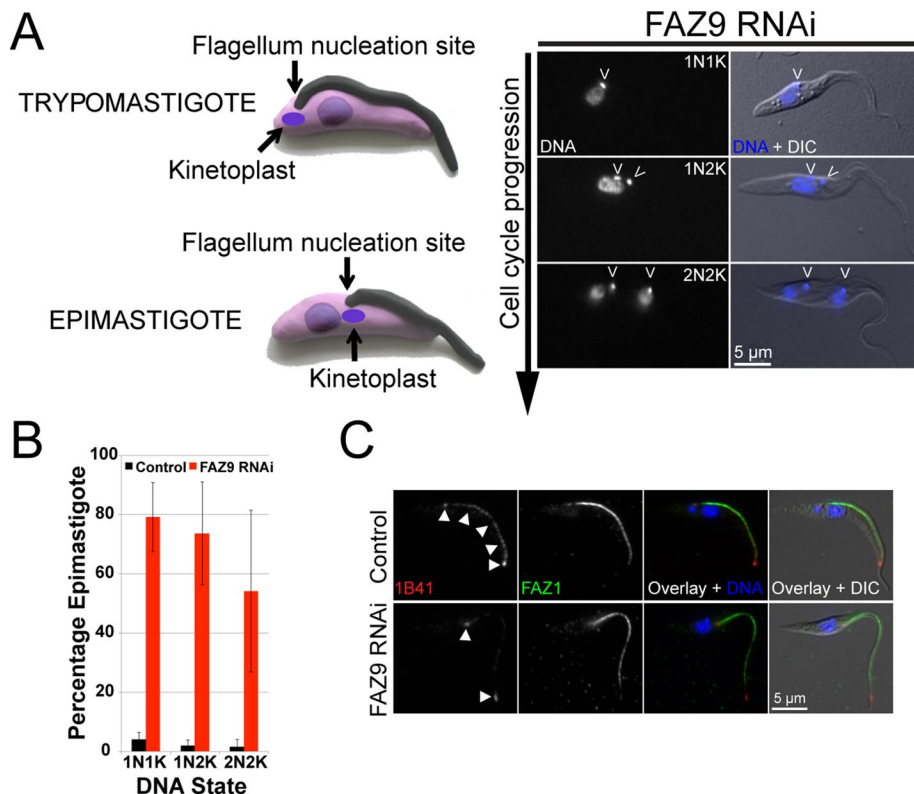 A
Flagellum nucleation site
TRYPOMASTIGOTE
Kinetoplast
Flagellum nucleation site
EPIMASTIGOTE
Kinetoplast
FAZ9 RNAi
Cell cycle progression
1N1K
DNA
DNA + DIC
1N2K
2N2K
5 µm
B
Percentage Epimastigote
100
80
60
40
20
0
Control
FAZ9 RNAi
1N1K 1N2K 2N2K
DNA State
C
Control
1B41
FAZ1
Overlay + DNA
Overlay + DIC
FAZ9 RNAi
5 µm